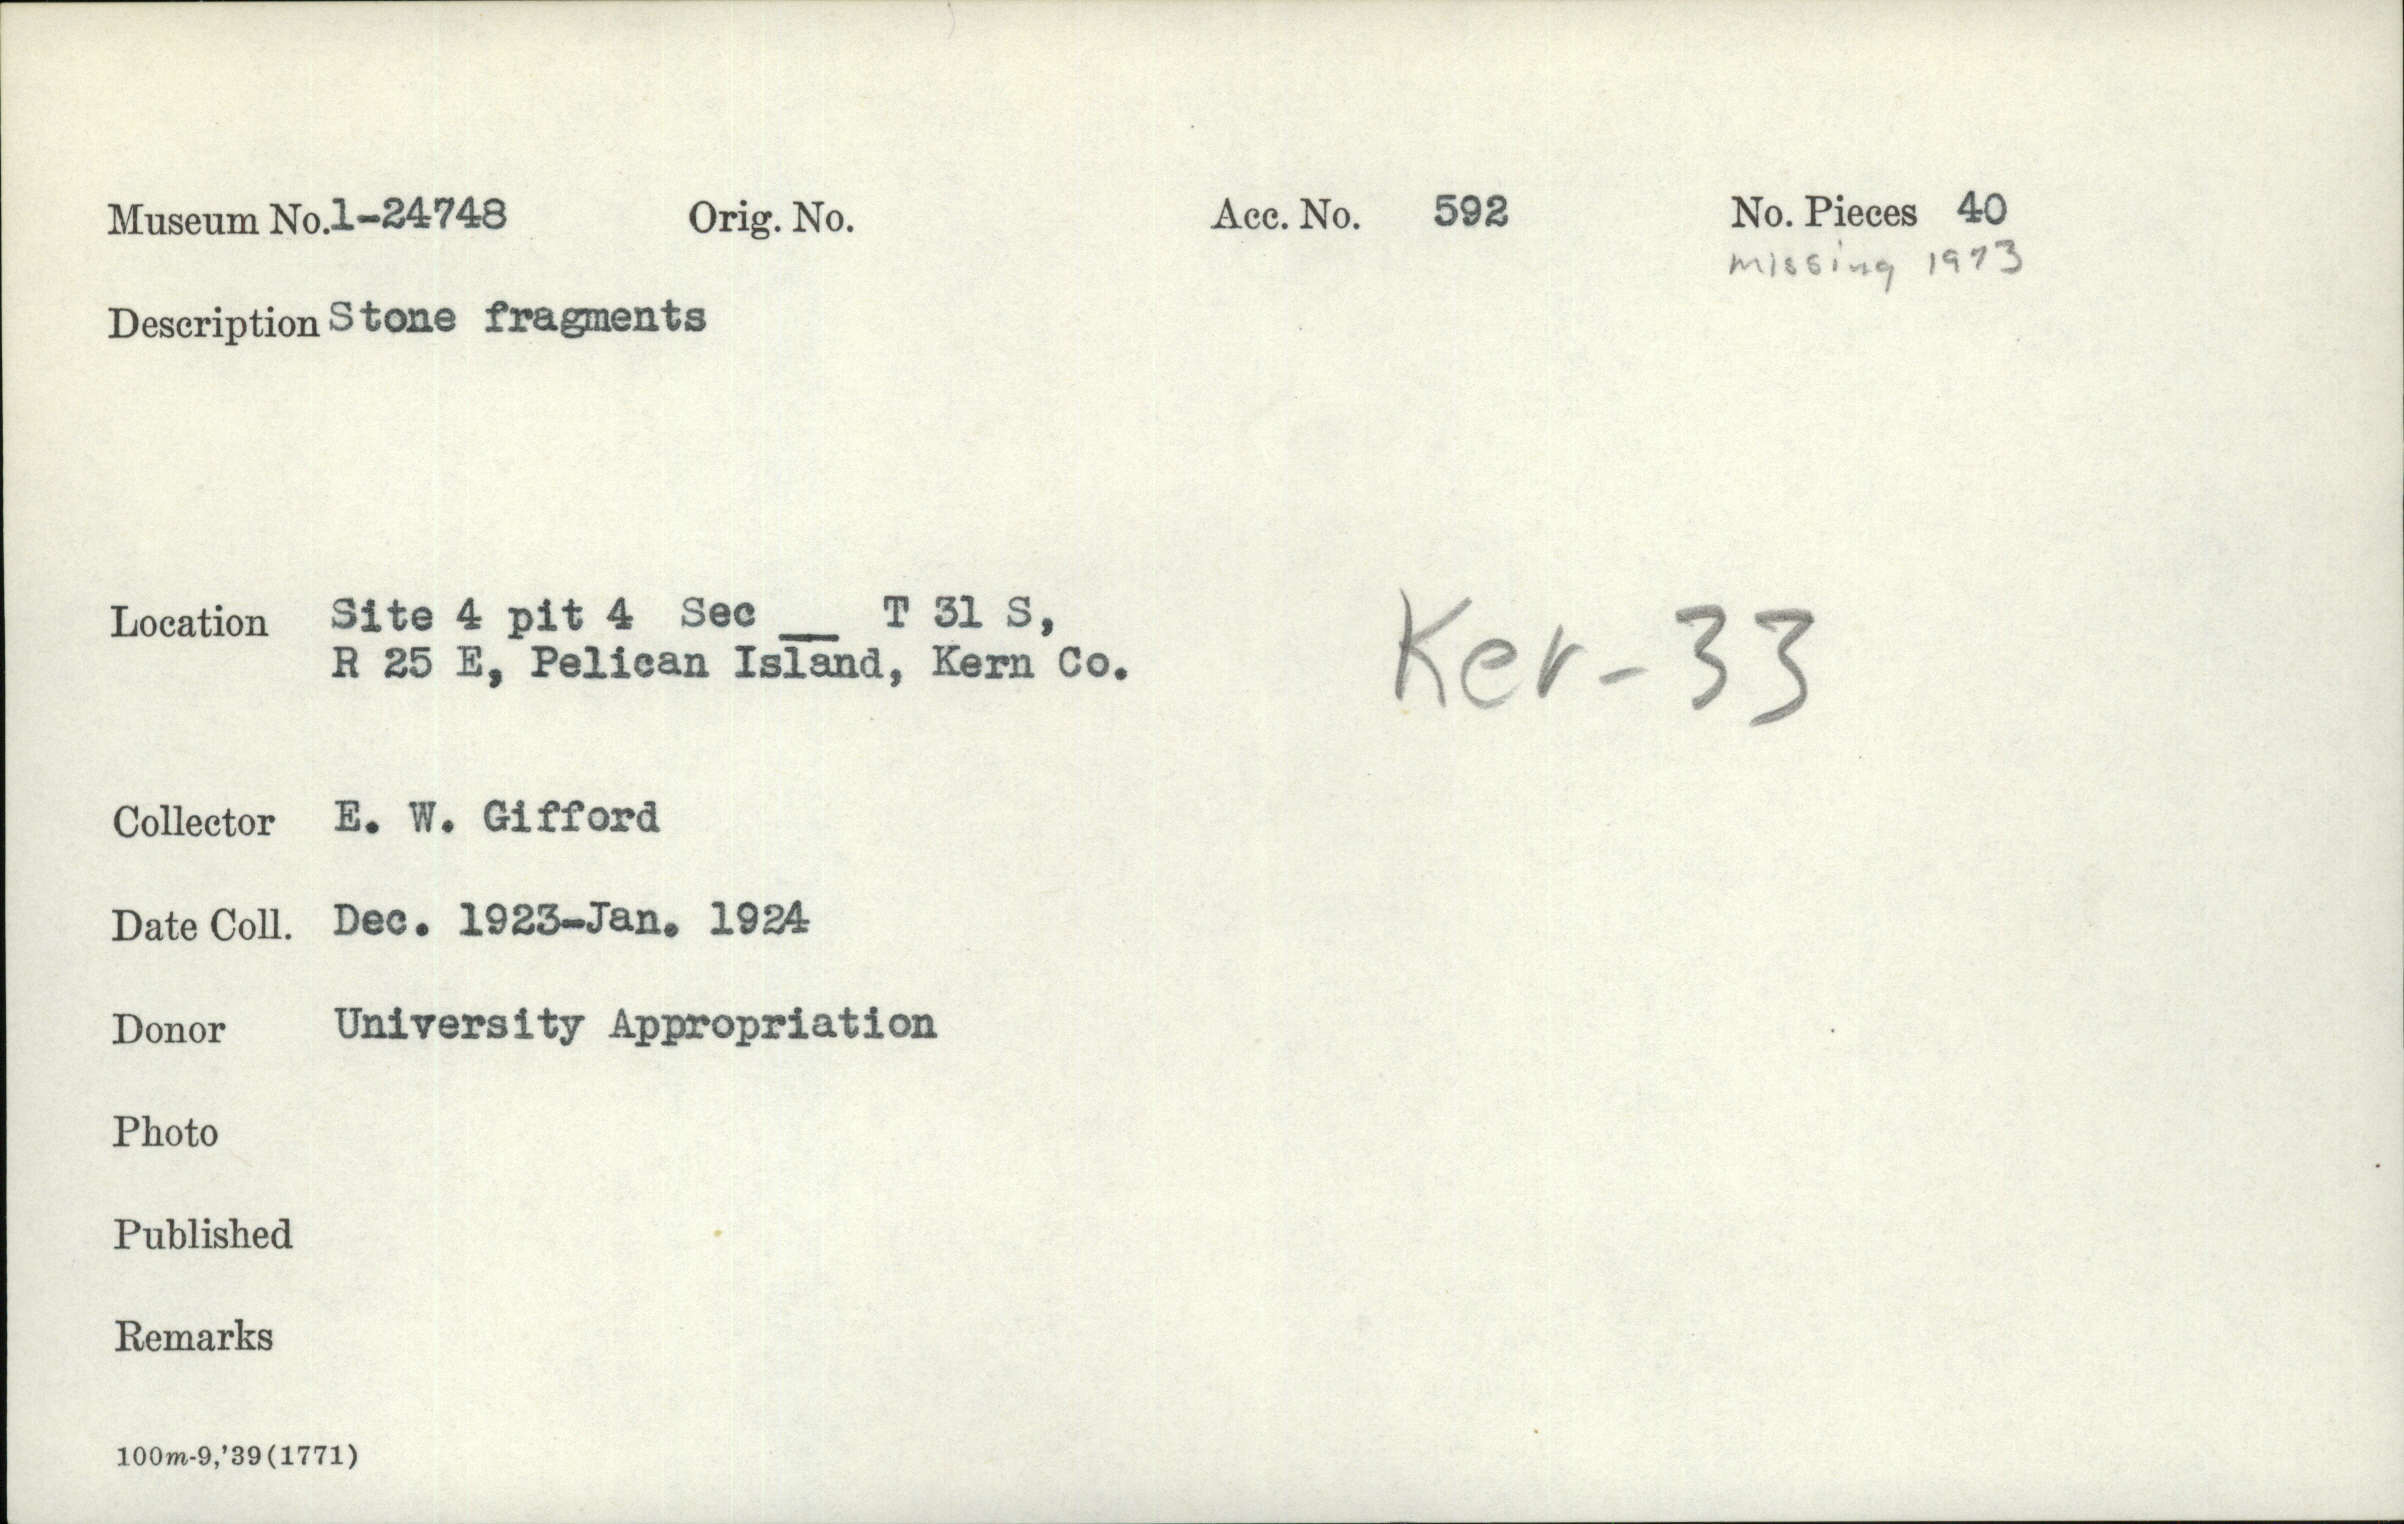 Museum No. 1-24748 Orig. No. Acc. No. 592 No. Pieces 40
missing 1973
Description Stone fragments
Location Site 4 pit 4 Sec __ T 31 S,
R 25 E, Pelican Island, Kern Co.
Ker-33
Collector E. W. Gifford
Date Coll. Dec. 1923-Jan. 1924
Donor University Appropriation
Photo
Published
Remarks
100m-9,'39(1771)